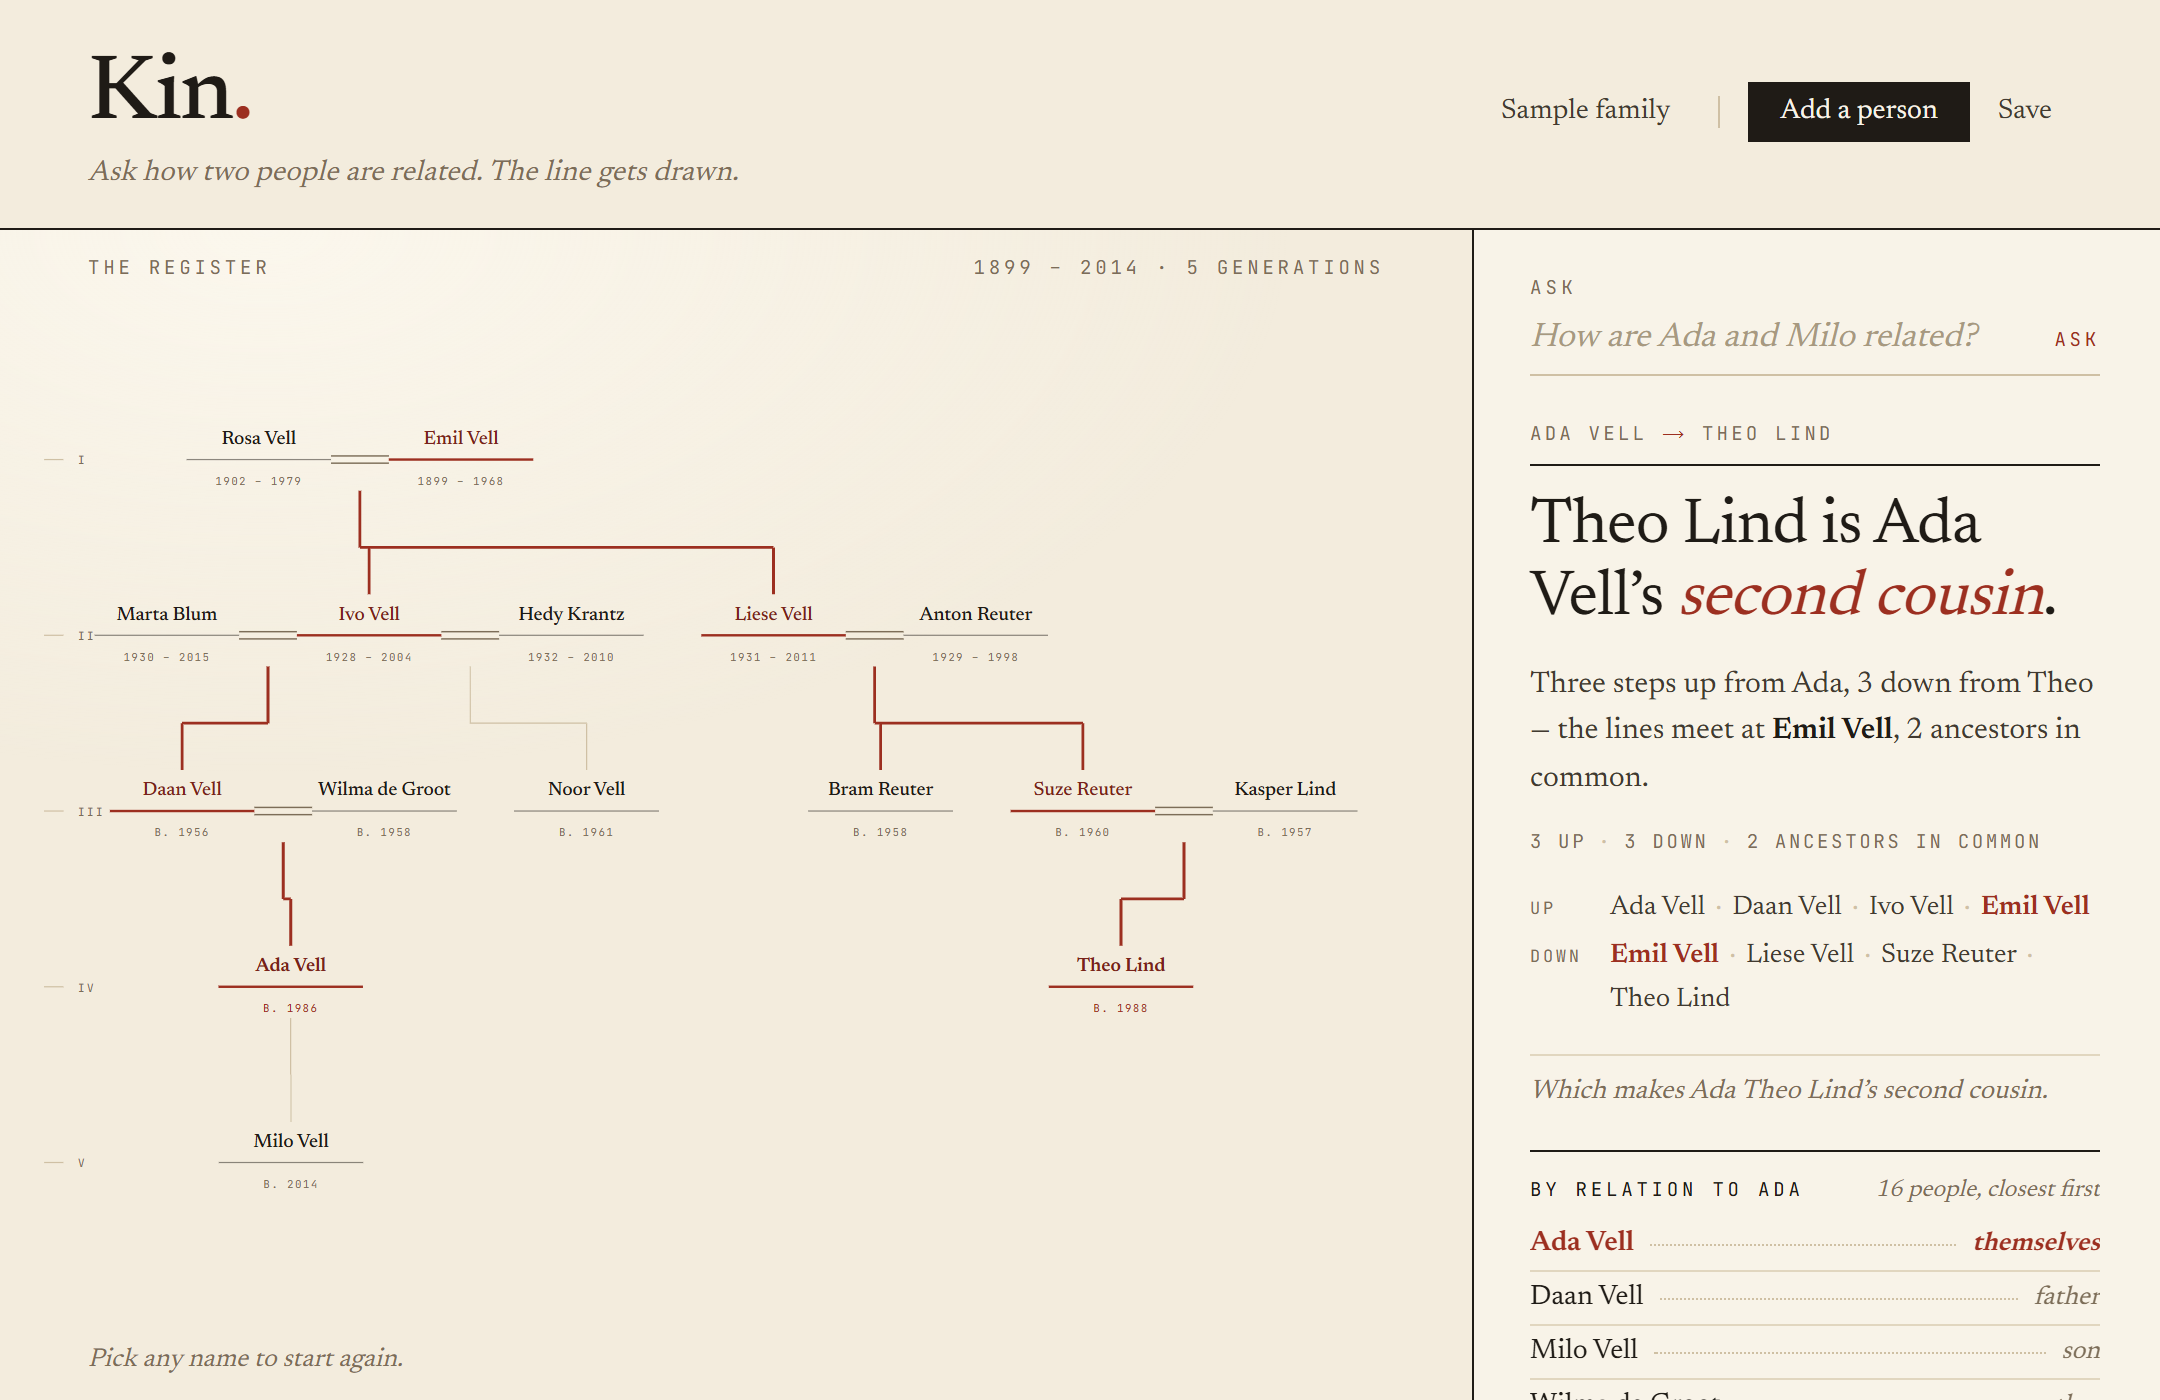 Kin.
Ask how two people are related. The line gets drawn.
Sample family
Add a person
Save
THE REGISTER
1899 – 2014 · 5 GENERATIONS
Rosa Vell
Emil Vell
I
1902 – 1979
1899 – 1968
Marta Blum
Ivo Vell
Hedy Krantz
Liese Vell
Anton Reuter
II
1930 – 2015
1928 – 2004
1932 – 2010
1931 – 2011
1929 – 1998
Daan Vell
Wilma de Groot
Noor Vell
Bram Reuter
Suze Reuter
Kasper Lind
III
B. 1956
B. 1958
B. 1961
B. 1958
B. 1960
B. 1957
Ada Vell
Theo Lind
IV
B. 1986
B. 1988
Milo Vell
V
B. 2014
Pick any name to start again.
ASK
How are Ada and Milo related?
ASK
ADA VELL → THEO LIND
Theo Lind is Ada
Vell’s second cousin.
Three steps up from Ada, 3 down from Theo
– the lines meet at Emil Vell, 2 ancestors in
common.
3 UP · 3 DOWN · 2 ANCESTORS IN COMMON
UP Ada Vell · Daan Vell · Ivo Vell · Emil Vell
DOWN Emil Vell · Liese Vell · Suze Reuter ·
Theo Lind
Which makes Ada Theo Lind’s second cousin.
BY RELATION TO ADA
16 people, closest first
Ada Vell themselves
Daan Vell father
Milo Vell son